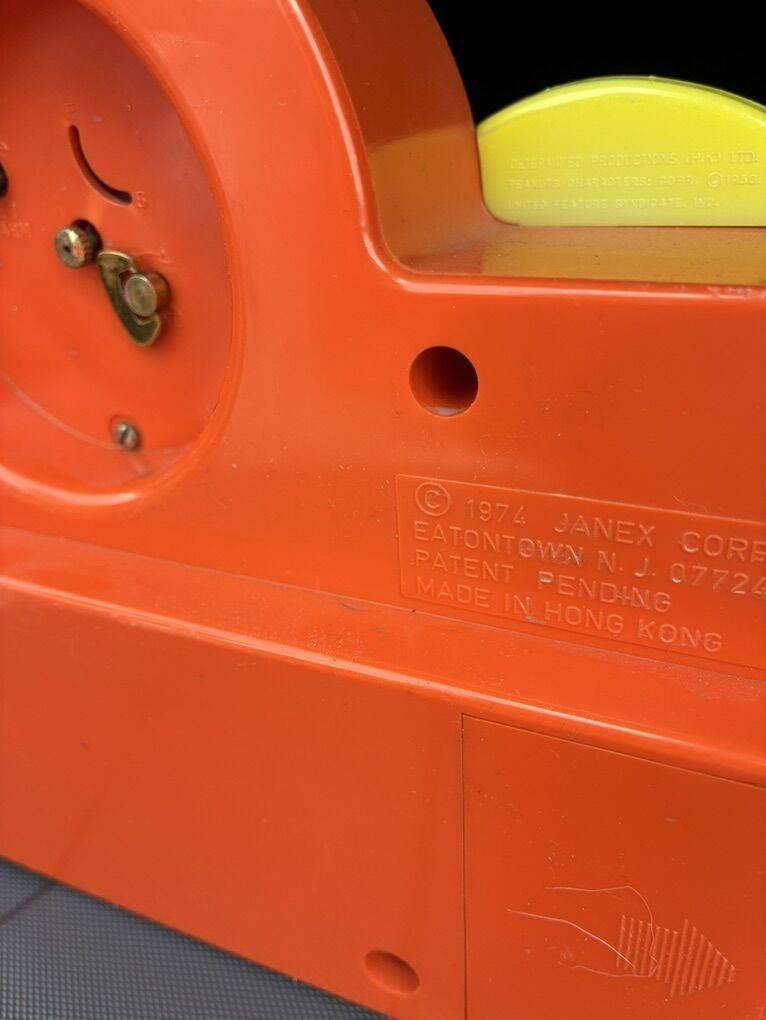 DETERMINED PRODUCTIONS (H.K.) LTD.
PEANUTS CHARACTERS: COPR. © 1950
UNITED FEATURE SYNDICATE, INC.
F
S
© 1974 JANEX CORP
EATONTOWN N. J. 07724
PATENT PENDING
MADE IN HONG KONG